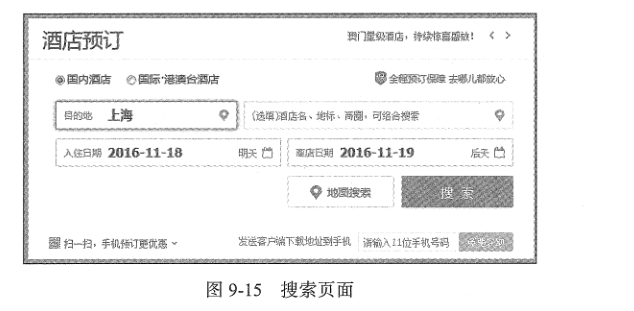 酒店预订
澳门星级酒店,持续惊喜
国内酒店 国际·港澳台酒店
全程预订保障 去哪儿都放心
目的地 上海
(选填)酒店名、地标、商圈,可组合搜索
入住日期 2016-11-18 明天
离店日期 2016-11-19 后天
地图搜索
搜索
扫一扫,手机预订更优惠
发送客户端下载地址到手机 请输入11位手机号码
图 9-15 搜索页面